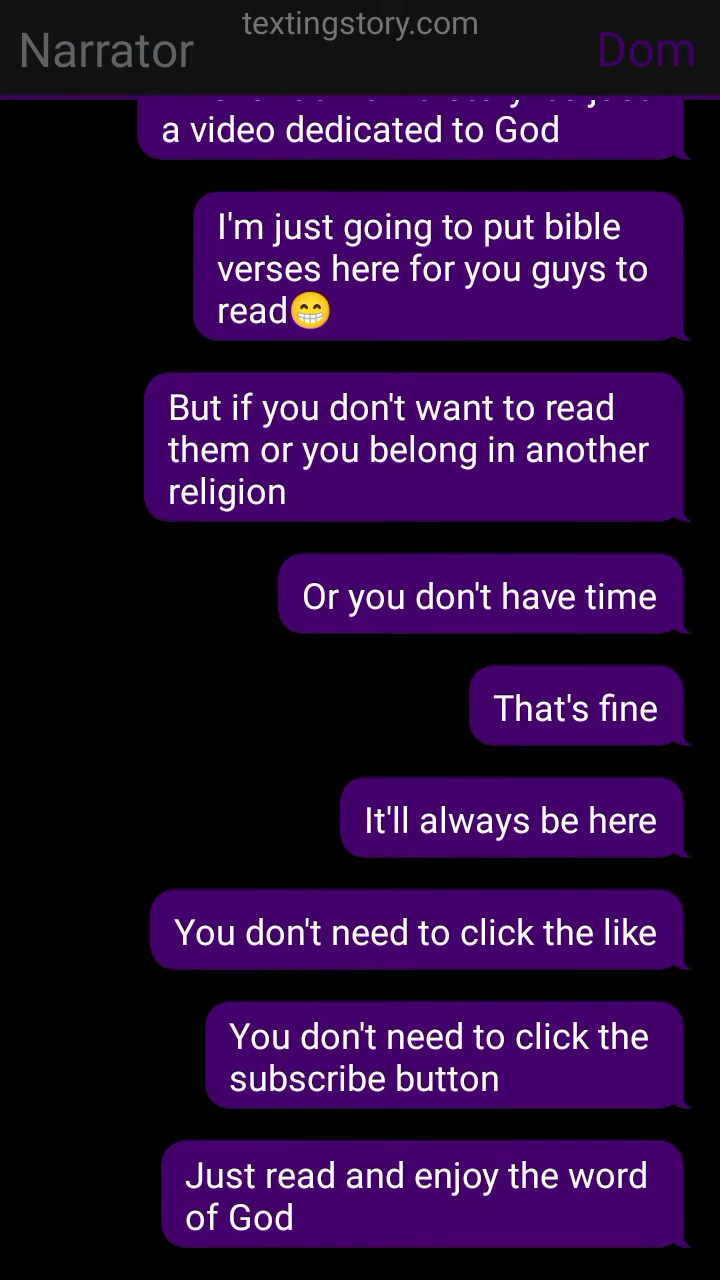 textingstory.com
Narrator
Dom
a video dedicated to God
I'm just going to put bible
verses here for you guys to
read😁
But if you don't want to read
them or you belong in another
religion
Or you don't have time
That's fine
It'll always be here
You don't need to click the like
You don't need to click the
subscribe button
Just read and enjoy the word
of God